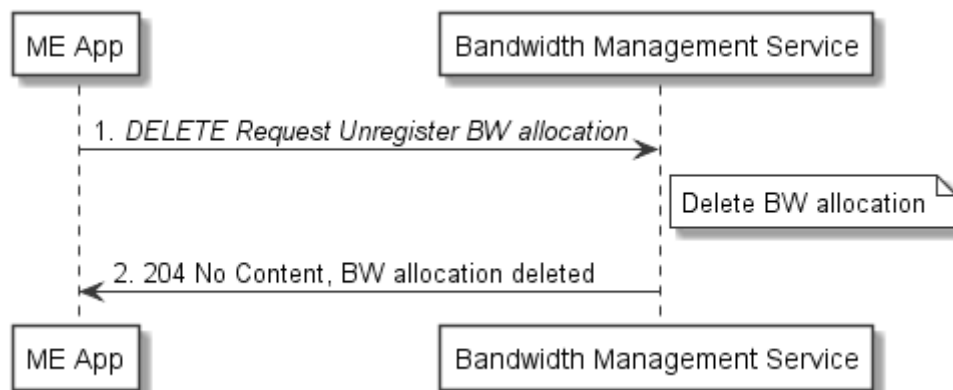 ME App
Bandwidth Management Service
1. DELETE Request Unregister BW allocation
Delete BW allocation
2. 204 No Content, BW allocation deleted
ME App
Bandwidth Management Service